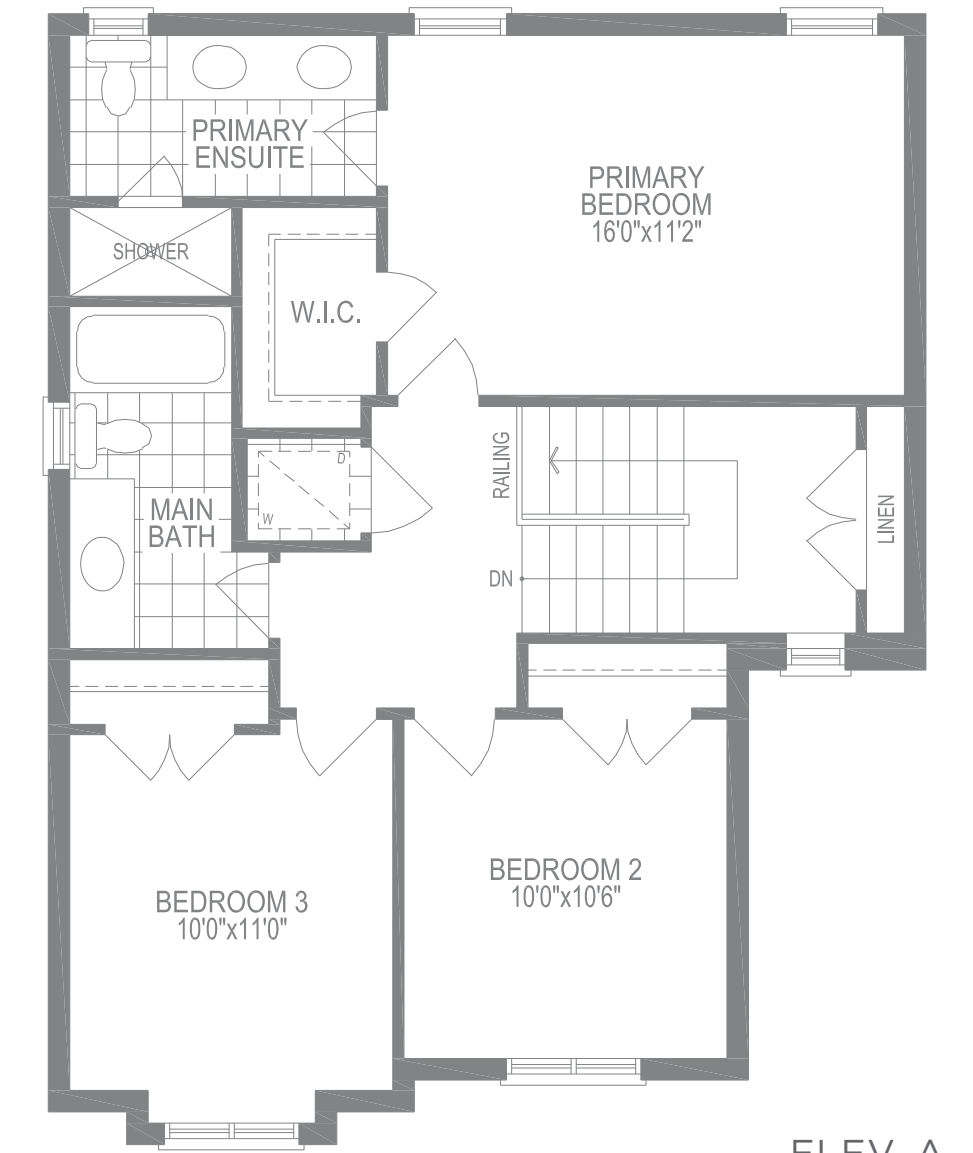 PRIMARY
ENSUITE
PRIMARY
BEDROOM
16'0"x11'2"
SHOWER
W.I.C.
RAILING
D
W
MAIN
BATH
LINEN
DN
BEDROOM 2
10'0"x10'6"
BEDROOM 3
10'0"x11'0"
ELEV. A